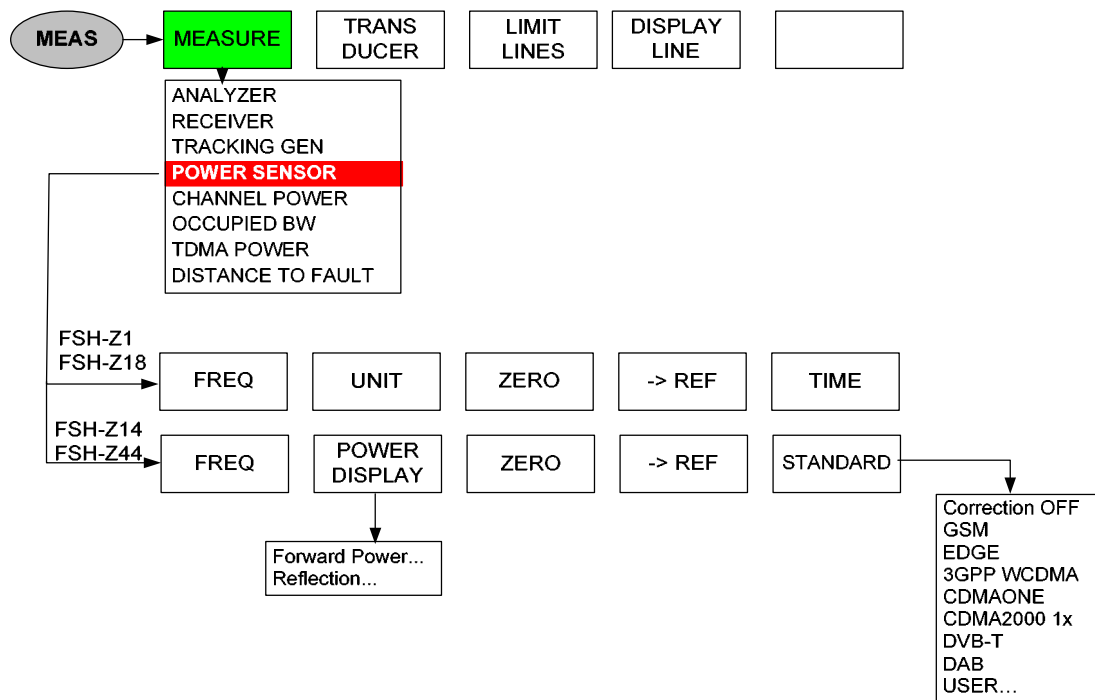 MEAS
MEASURE
TRANS
DUCER
LIMIT
LINES
DISPLAY
LINE
ANALYZER
RECEIVER
TRACKING GEN
POWER SENSOR
CHANNEL POWER
OCCUPIED BW
TDMA POWER
DISTANCE TO FAULT
FSH-Z1
FSH-Z18
FREQ
UNIT
ZERO
-> REF
TIME
FSH-Z14
FSH-Z44
FREQ
POWER
DISPLAY
ZERO
-> REF
STANDARD
Forward Power...
Reflection...
Correction OFF
GSM
EDGE
3GPP WCDMA
CDMAONE
CDMA2000 1x
DVB-T
DAB
USER...